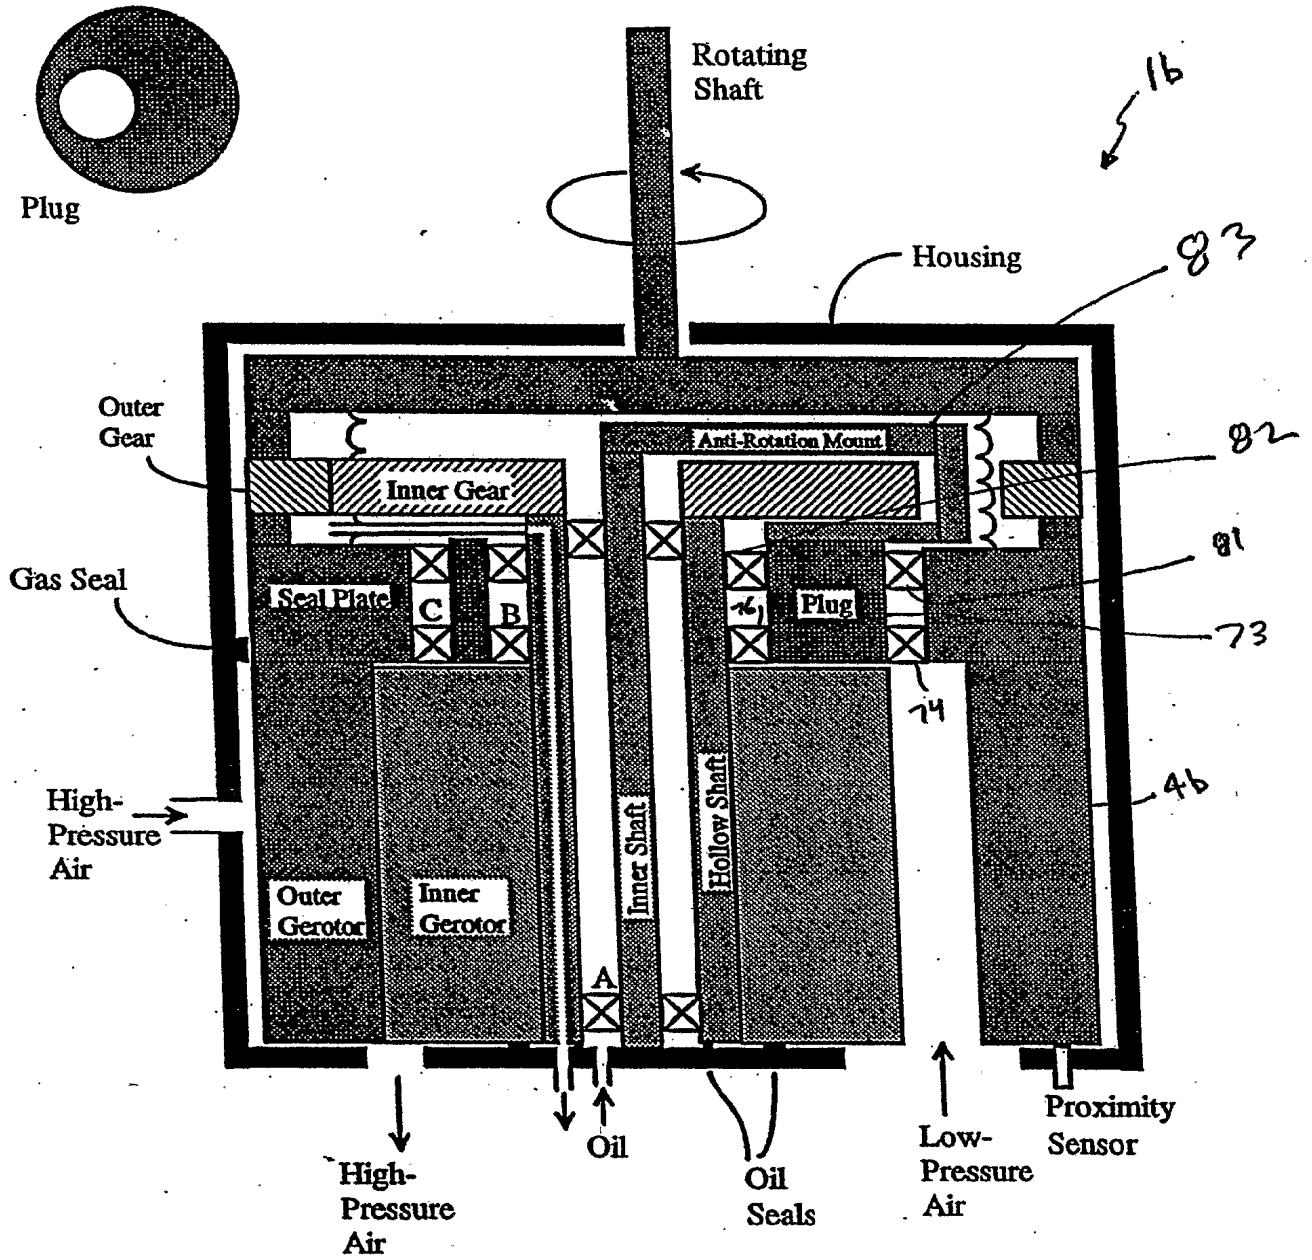 Rotating
Shaft
1b
Plug
Housing
83
Outer
Gear
Anti-Rotation Mount
82
Inner Gear
81
Gas Seal
Seal Plate
C
B
76
Plug
73
74
Hollow Shaft
Inner Shaft
4b
High-
Pressure
Air
Outer
Gerotor
Inner
Gerotor
A
Oil
High-
Pressure
Air
Oil
Seals
Low-
Pressure
Air
Proximity
Sensor